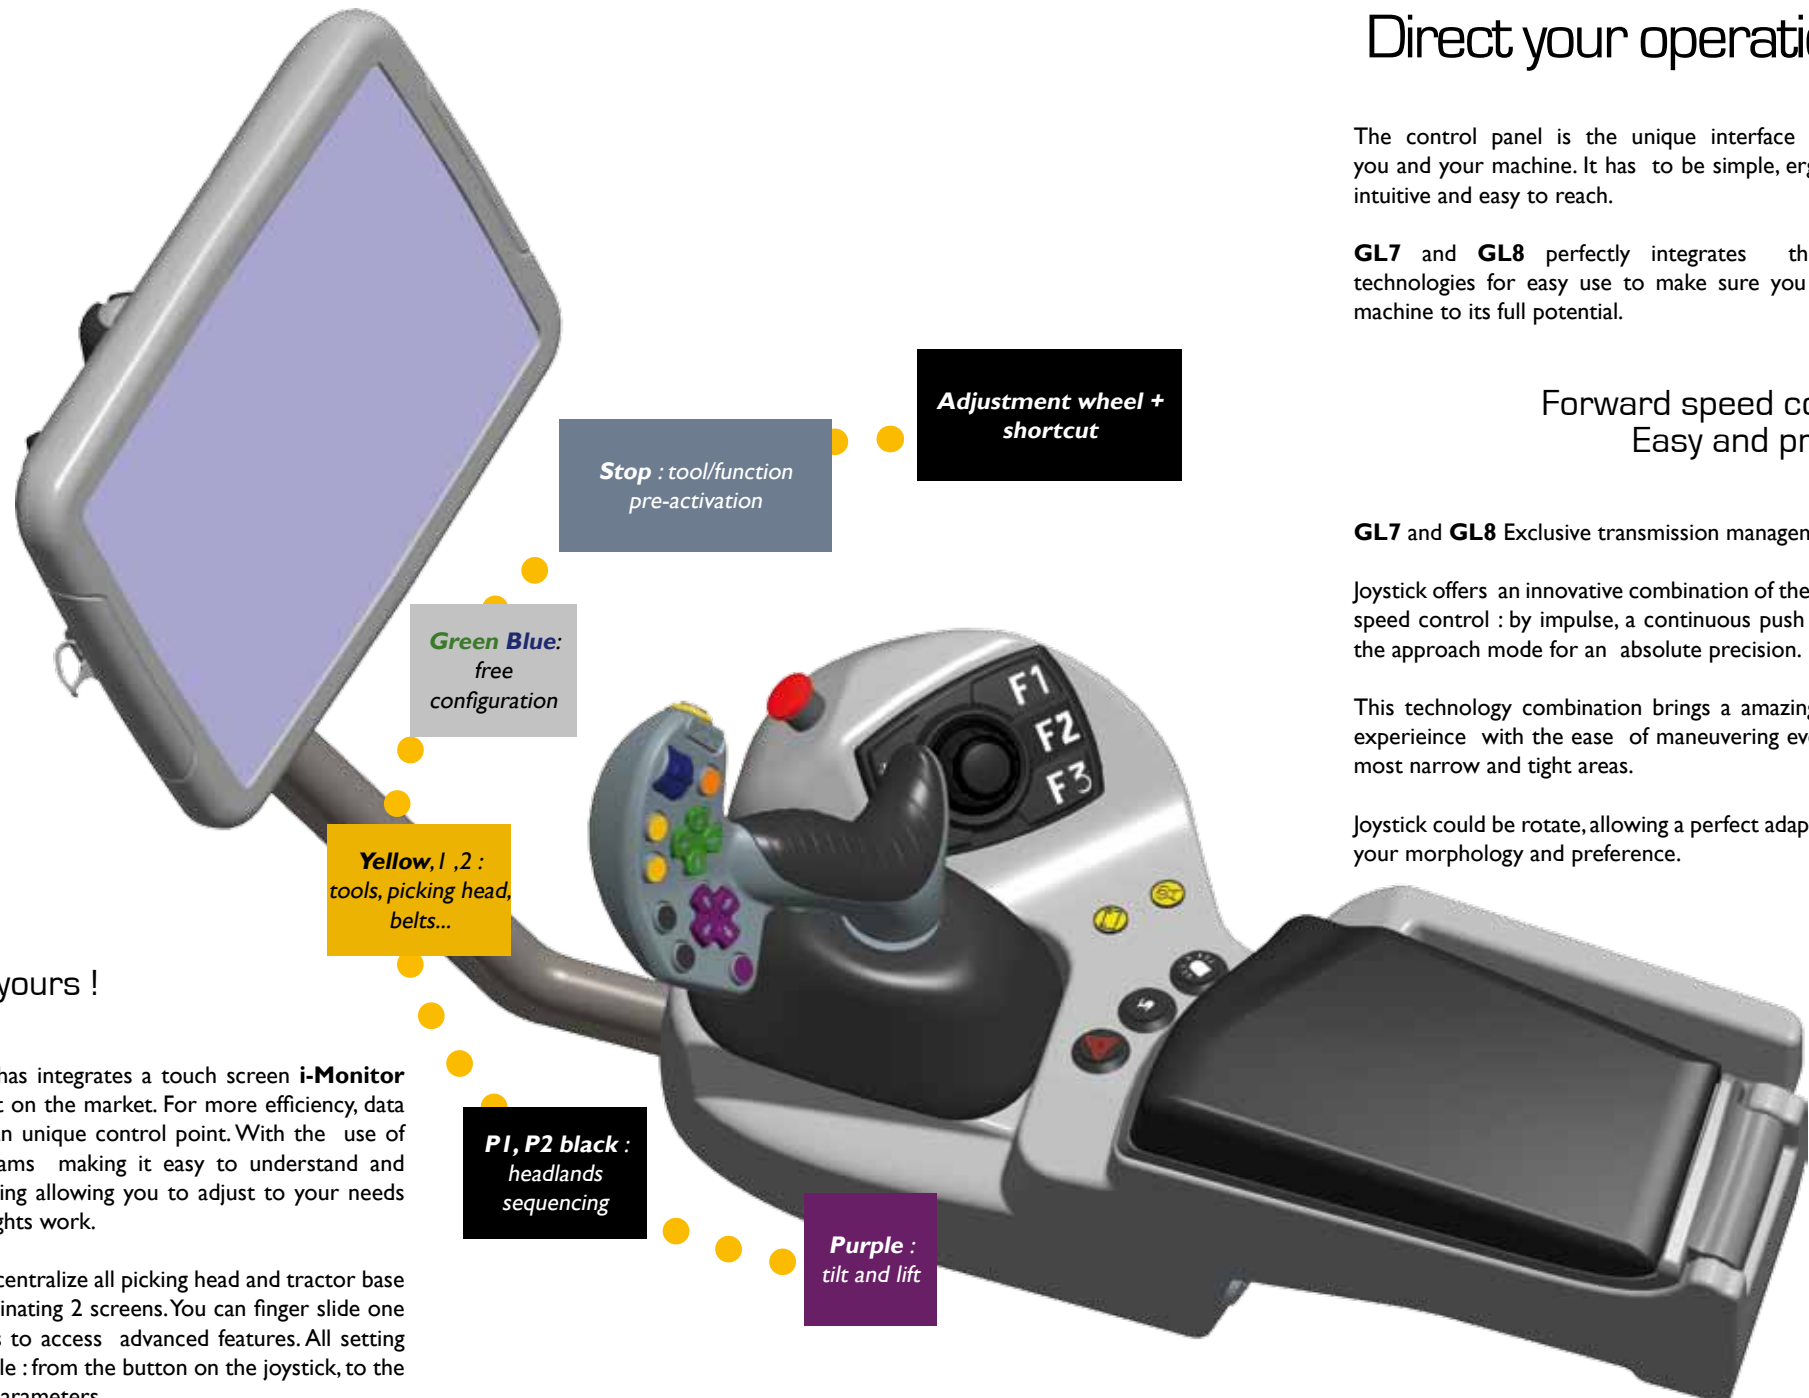 Direct your operati
The control panel is the unique interface
you and your machine. It has to be simple, erg
intuitive and easy to reach.
GL7 and GL8 perfectly integrates th
technologies for easy use to make sure you
machine to its full potential.
Forward speed co
Easy and pr
GL7 and GL8 Exclusive transmission managen
Joystick offers an innovative combination of the
speed control : by impulse, a continuous push
the approach mode for an absolute precision.
This technology combination brings a amazing
experieince with the ease of maneuvering eve
most narrow and tight areas.
Joystick could be rotate, allowing a perfect adap
your morphology and preference.
Adjustment wheel +
shortcut
Stop : tool/function
pre-activation
Green Blue:
free
configuration
Yellow, 1 ,2 :
tools, picking head,
belts...
P1, P2 black :
headlands
sequencing
Purple :
tilt and lift
F1
F2
F3
yours !
has integrates a touch screen i-Monitor
t on the market. For more efficiency, data
n unique control point. With the use of
ams making it easy to understand and
ing allowing you to adjust to your needs
ghts work.
centralize all picking head and tractor base
inating 2 screens. You can finger slide one
s to access advanced features. All setting
le : from the button on the joystick, to the
arameters.